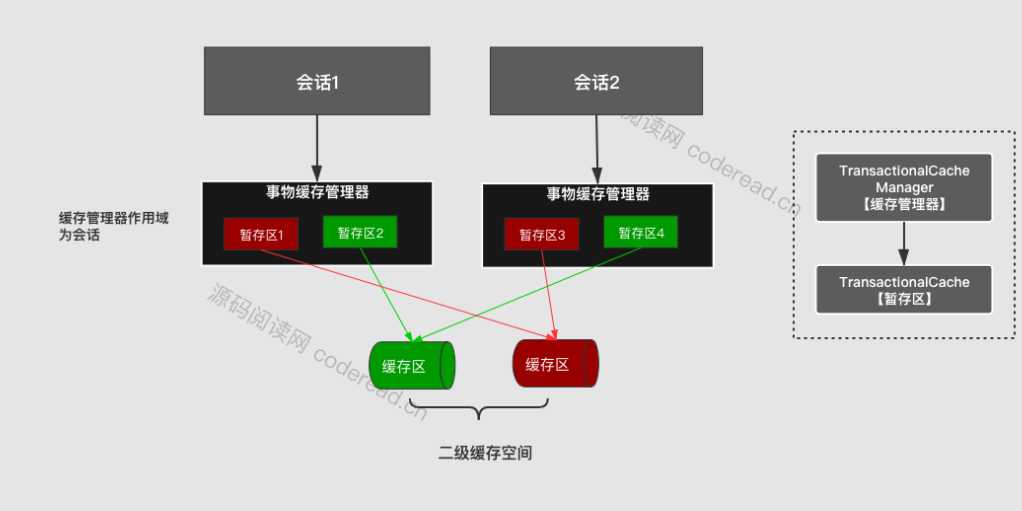 会话1
会话2
阅读网 coderead.cn
事物缓存管理器
暂存区1
暂存区2
事物缓存管理器
暂存区3
暂存区4
缓存管理器作用域
为会话
TransactionalCache
Manager
【缓存管理器】
TransactionalCache
【暂存区】
源码阅读网 coderead.cn
缓存区
缓存区
二级缓存空间